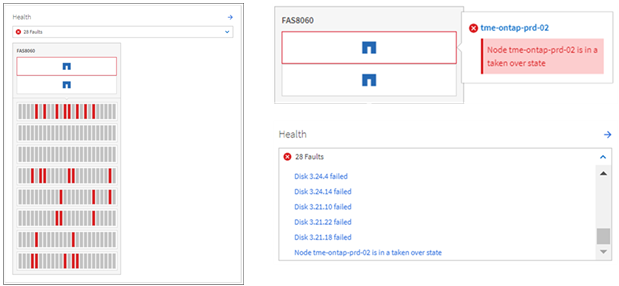 Health
28 Faults
FAS8060
FAS8060
tme-ontap-prd-02
Node tme-ontap-prd-02 is in a
taken over state
Health
28 Faults
Disk 3.24.4 failed
Disk 3.24.14 failed
Disk 3.21.10 failed
Disk 3.21.22 failed
Disk 3.21.18 failed
Node tme-ontap-prd-02 is in a taken over state